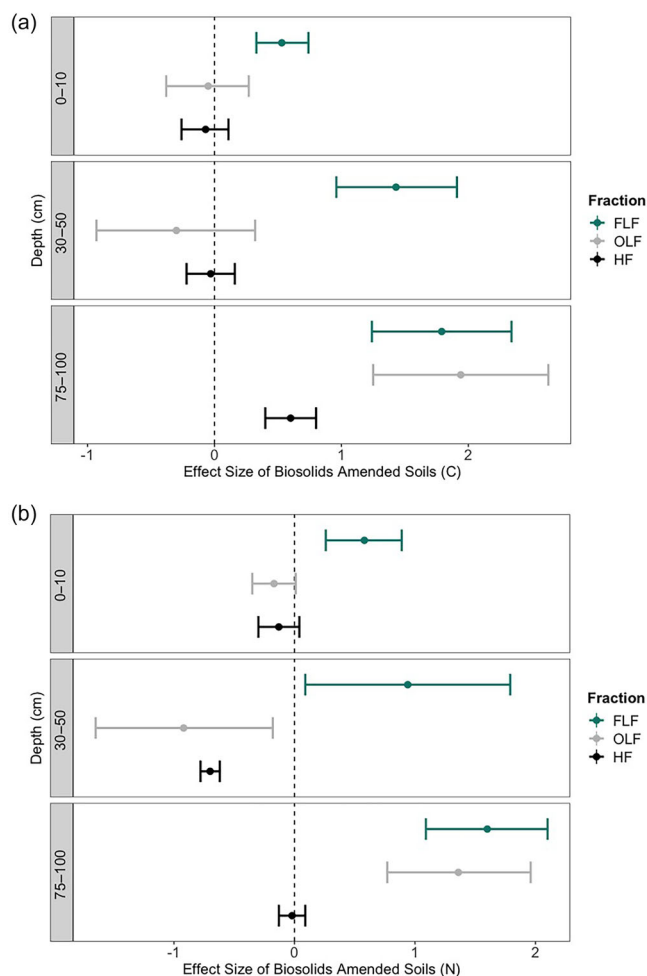 (a)
0–10
30–50
75–100
Depth (cm)
-1 0 1 2
Effect Size of Biosolids Amended Soils (C)
Fraction
FLF
OLF
HF
(b)
0–10
30–50
75–100
Depth (cm)
-1 0 1 2
Effect Size of Biosolids Amended Soils (N)
Fraction
FLF
OLF
HF